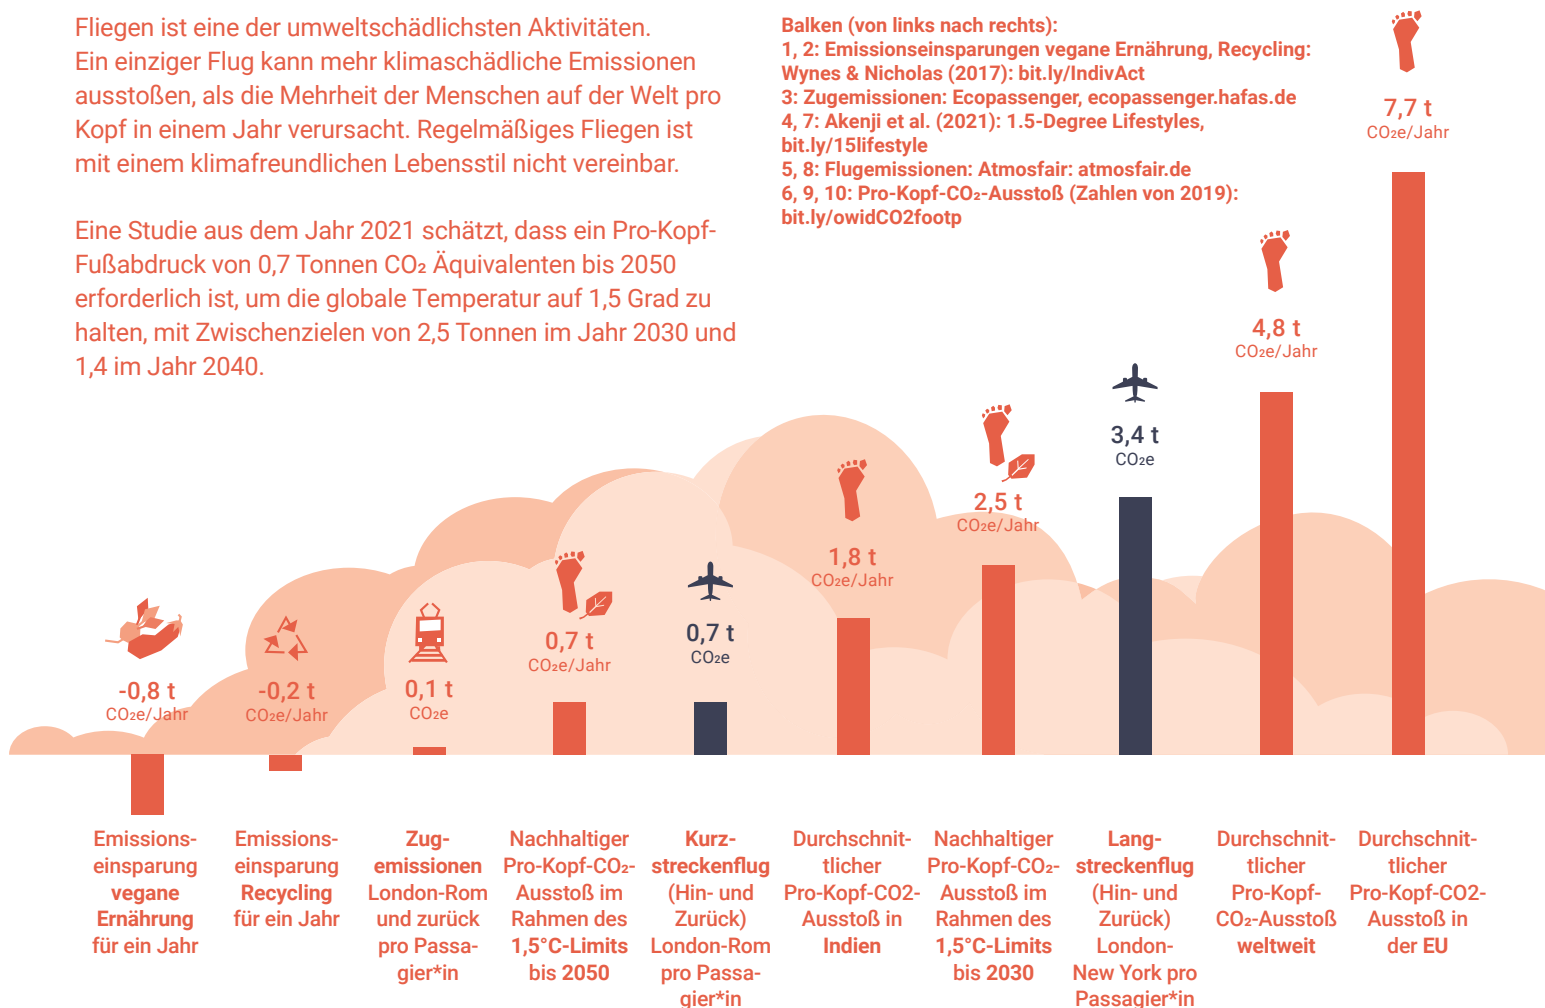 Fliegen ist eine der umweltschädlichsten Aktivitäten.
Ein einziger Flug kann mehr klimaschädliche Emissionen
ausstoßen, als die Mehrheit der Menschen auf der Welt pro
Kopf in einem Jahr verursacht. Regelmäßiges Fliegen ist
mit einem klimafreundlichen Lebensstil nicht vereinbar.
Eine Studie aus dem Jahr 2021 schätzt, dass ein Pro-Kopf-
Fußabdruck von 0,7 Tonnen CO₂ Äquivalenten bis 2050
erforderlich ist, um die globale Temperatur auf 1,5 Grad zu
halten, mit Zwischenzielen von 2,5 Tonnen im Jahr 2030 und
1,4 im Jahr 2040.
Balken (von links nach rechts):
1, 2: Emissionseinsparungen vegane Ernährung, Recycling:
Wynes & Nicholas (2017): bit.ly/IndivAct
3: Zugemissionen: Ecopassenger, ecopassenger.hafas.de
4, 7: Akenji et al. (2021): 1.5-Degree Lifestyles,
bit.ly/15lifestyle
5, 8: Flugemissionen: Atmosfair: atmosfair.de
6, 9, 10: Pro-Kopf-CO₂-Ausstoß (Zahlen von 2019):
bit.ly/owidCO2footp
-0,8 t
CO₂e/Jahr
Emissions-
einsparung
vegane
Ernährung
für ein Jahr
-0,2 t
CO₂e/Jahr
Emissions-
einsparung
Recycling
für ein Jahr
0,1 t
CO₂e
Zug-
emissionen
London-Rom
und zurück
pro Passa-
gier*in
0,7 t
CO₂e/Jahr
Nachhaltiger
Pro-Kopf-CO₂-
Ausstoß im
Rahmen des
1,5°C-Limits
bis 2050
0,7 t
CO₂e
Kurz-
streckenflug
(Hin- und
Zurück)
London-Rom
pro Passa-
gier*in
1,8 t
CO₂e/Jahr
Durchschnit-
tlicher
Pro-Kopf-CO2-
Ausstoß in
Indien
2,5 t
CO₂e/Jahr
Nachhaltiger
Pro-Kopf-CO₂-
Ausstoß im
Rahmen des
1,5°C-Limits
bis 2030
3,4 t
CO₂e
Lang-
streckenflug
(Hin- und
Zurück)
London-
New York pro
Passagier*in
4,8 t
CO₂e/Jahr
Durchschnit-
tlicher
Pro-Kopf-
CO₂-Ausstoß
weltweit
7,7 t
CO₂e/Jahr
Durchschnit-
tlicher
Pro-Kopf-CO2-
Ausstoß in
der EU